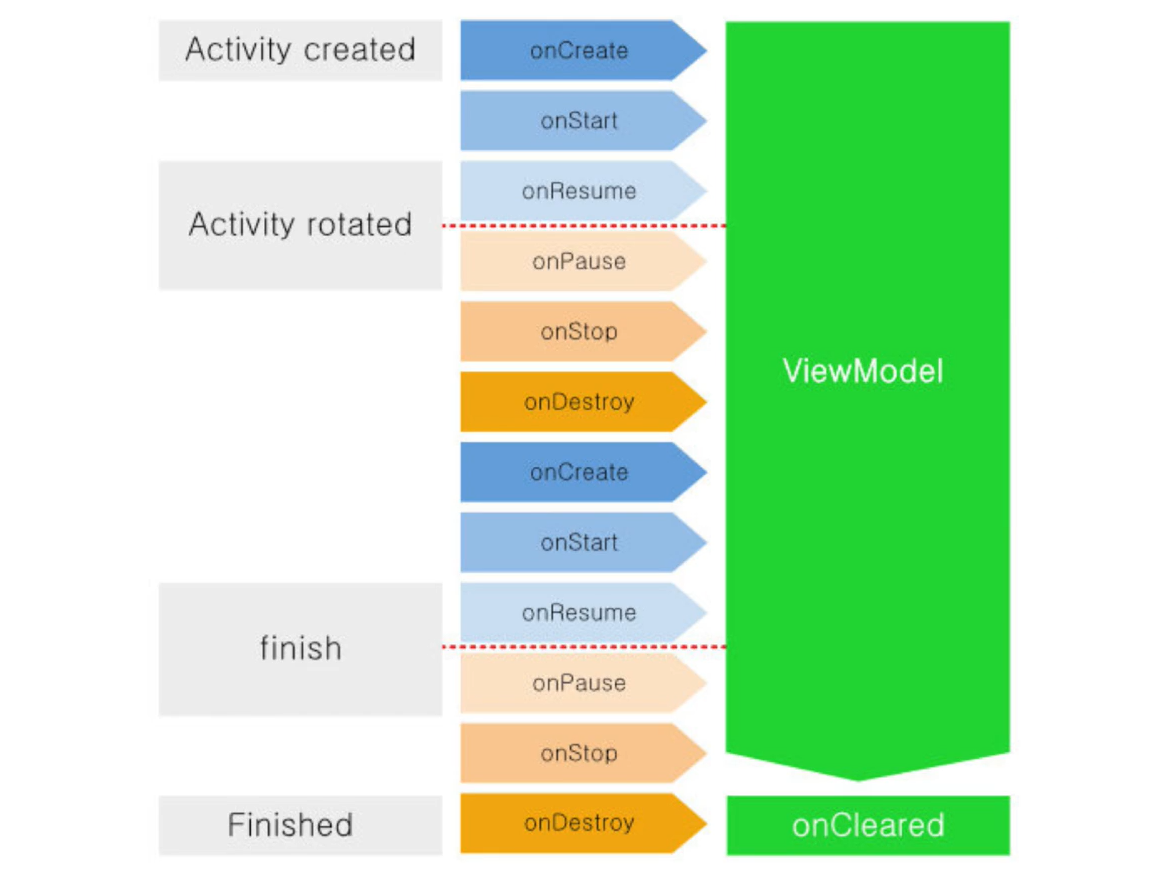 Activity created
onCreate
onStart
onResume
Activity rotated
onPause
onStop
onDestroy
ViewModel
onCreate
onStart
onResume
finish
onPause
onStop
Finished
onDestroy
onCleared